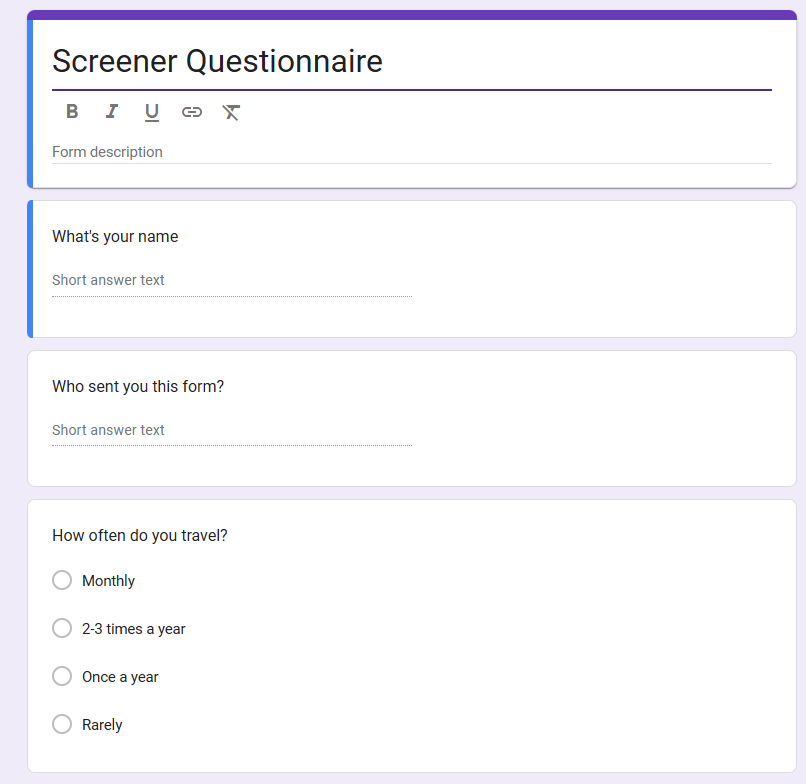 Screener Questionnaire
B I U
Form description
What's your name
Short answer text
Who sent you this form?
Short answer text
How often do you travel?
Monthly
2-3 times a year
Once a year
Rarely